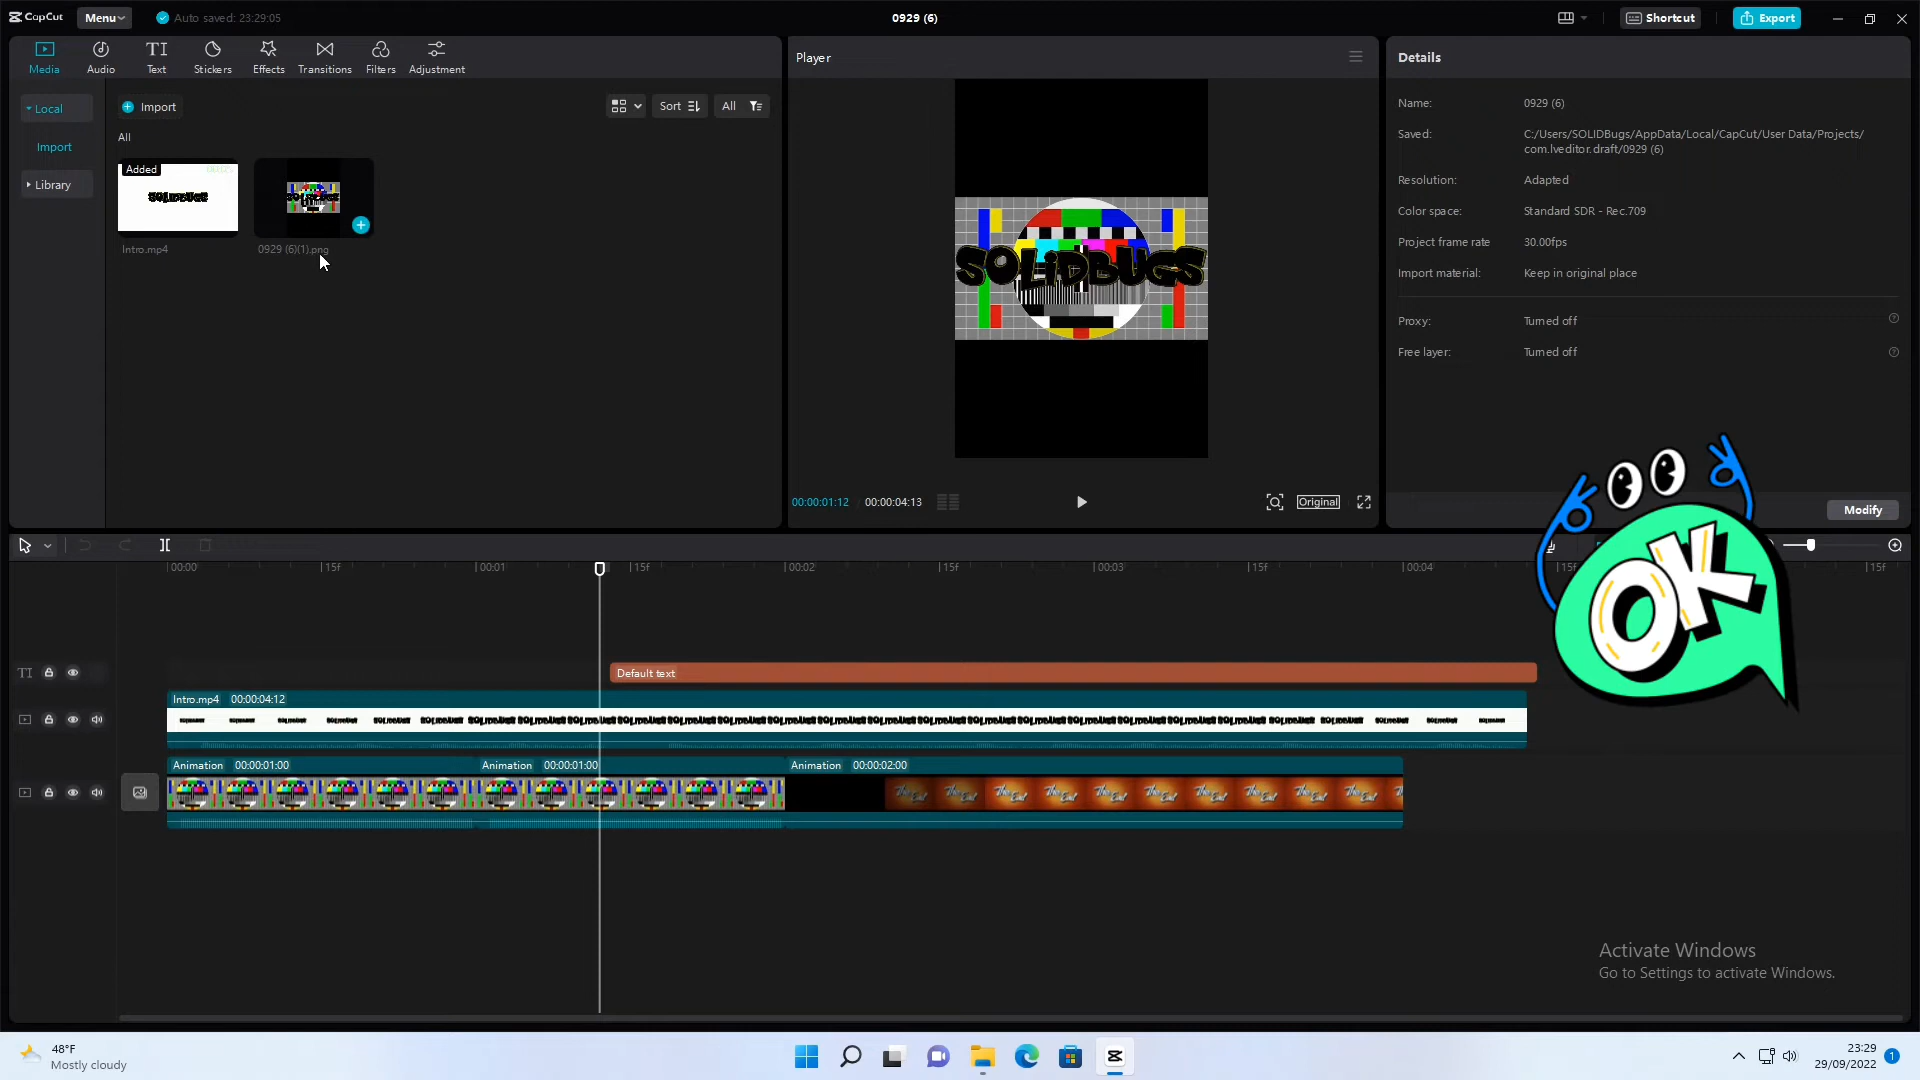 CapCut
Menu
Auto saved: 23:29:05
0929 (6)
Shortcut
Export
Media
Audio
Text
Stickers
Effects
Transitions
Filters
Adjustment
Player
Details
Local
Import
Sort
All
Import
Library
All
Added
SOLIDBUGS
Intro.mp4
0929 (6)(1).png
SOLiDBUGS
Name:
0929 (6)
Saved:
C:/Users/SOLIDBugs/AppData/Local/CapCut/User Data/Projects/
com.lveditor.draft/0929 (6)
Resolution:
Adapted
Color space:
Standard SDR - Rec.709
Project frame rate
30.00fps
Import material:
Keep in original place
Proxy:
Turned off
Free layer:
Turned off
00:00:01:12
00:00:04:13
Original
Modify
OK
00:00
15f
00:01
15f
00:02
15f
00:03
15f
00:04
15f
15f
TI
Default text
Intro.mp4 00:00:04:12
Animation 00:00:01:00
Animation 00:00:01:00
Animation 00:00:02:00
The End
Activate Windows
Go to Settings to activate Windows.
48°F
Mostly cloudy
23:29
29/09/2022
1